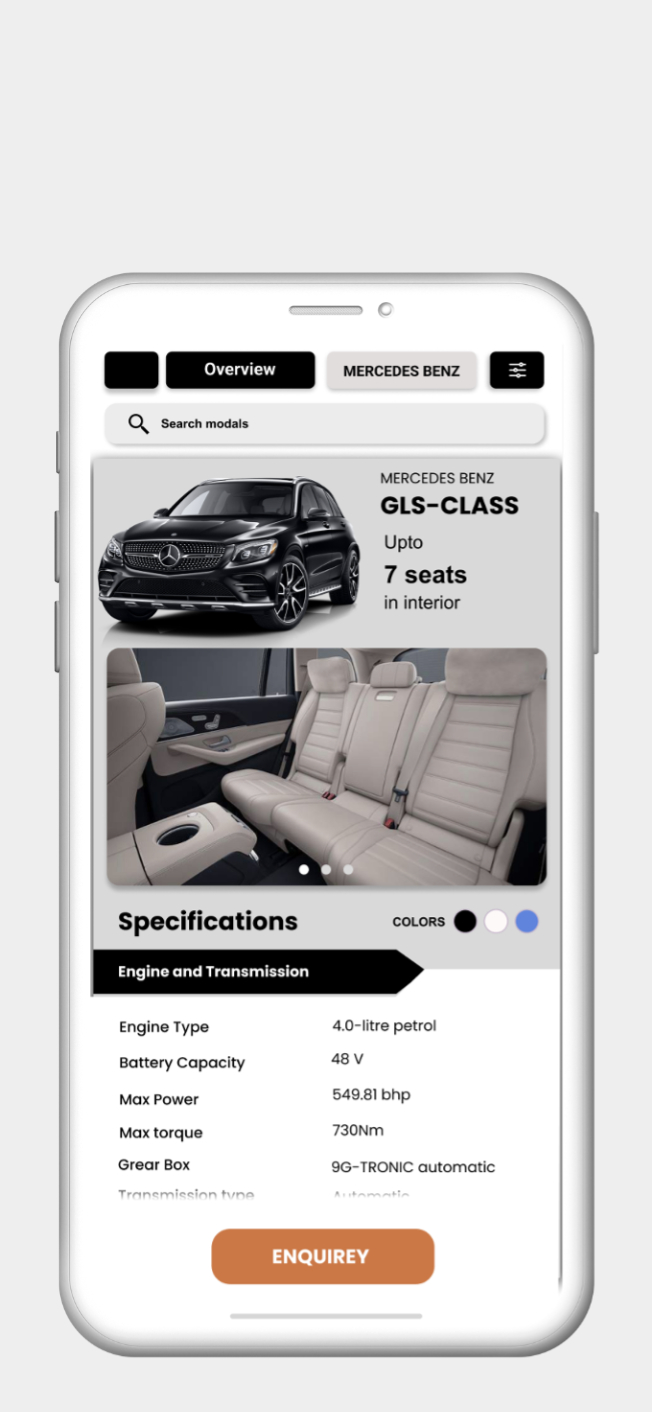 Overview
MERCEDES BENZ
Search modals
MERCEDES BENZ
GLS-CLASS
Upto
7 seats
in interior
Specifications
COLORS
Engine and Transmission
Engine Type 4.0-litre petrol
Battery Capacity 48 V
Max Power 549.81 bhp
Max torque 730Nm
Grear Box 9G-TRONIC automatic
Transmission type Automatic
ENQUIREY